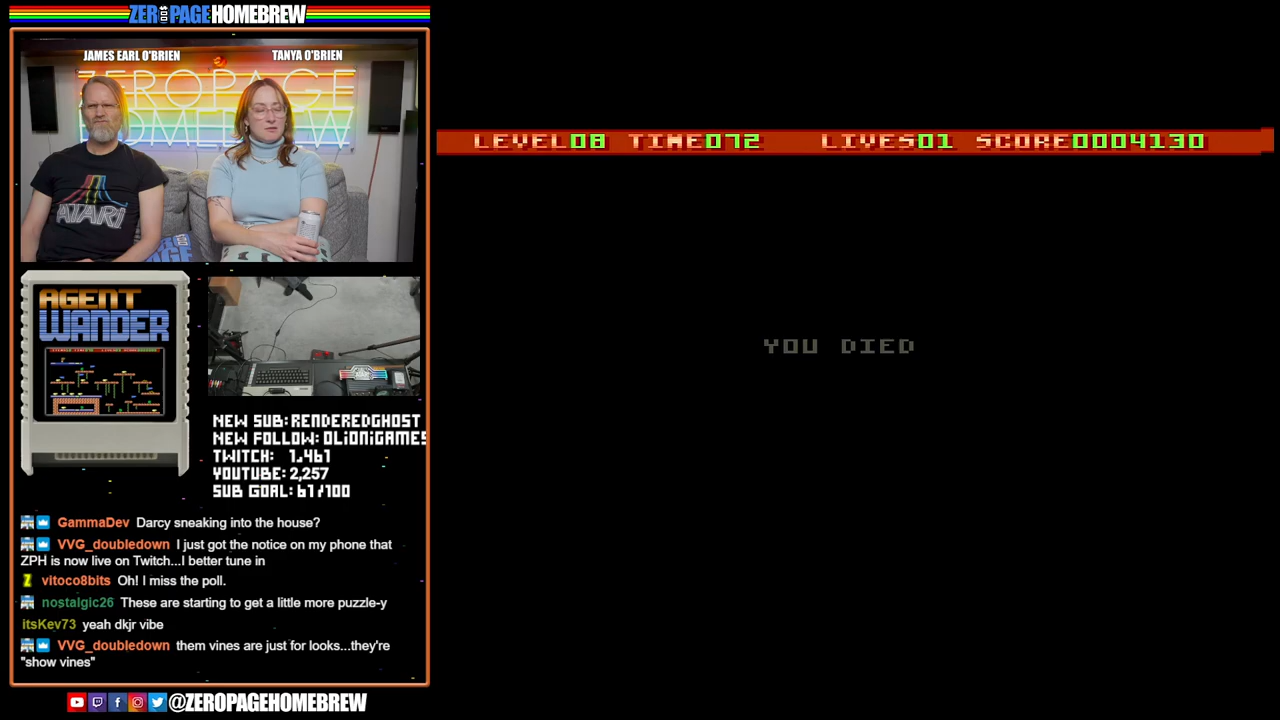 ZEROPAGE HOMEBREW
JAMES EARL O'BRIEN
TANYA O'BRIEN
ZEROPAGE
HOMEBREW
ATARI
AGENT
WANDER
NEW SUB:RENDEREDGHOST
NEW FOLLOW:OLIONIGAMES
TWITCH: 1,461
YOUTUBE:2,257
SUB GOAL:67/100
GammaDev Darcy sneaking into the house?
VVG_doubledown I just got the notice on my phone that
ZPH is now live on Twitch...I better tune in
vitoco8bits Oh! I miss the poll.
nostalgic26 These are starting to get a little more puzzle-y
itsKev73 yeah dkjr vibe
VVG_doubledown them vines are just for looks...they're
"show vines"
@ZEROPAGEHOMEBREW
LEVEL08 TIME072 LIVES01 SCORE0004130
YOU DIED